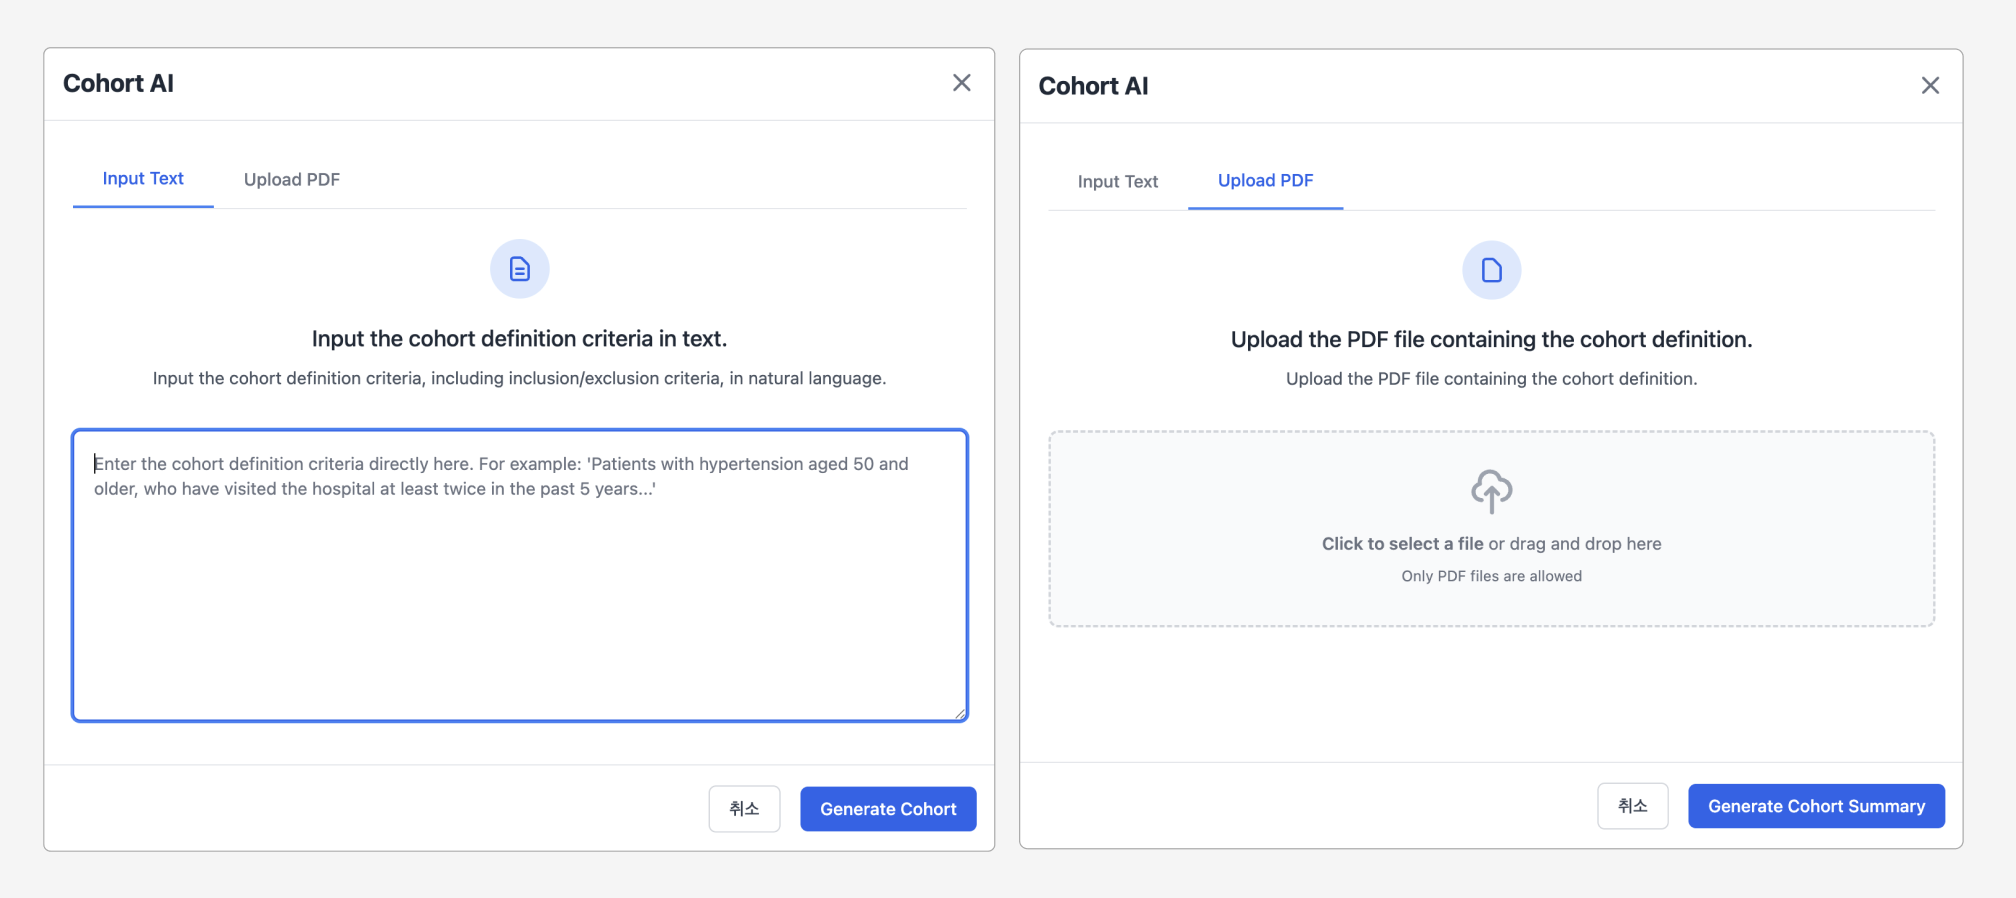 Cohort AI
Input Text
Upload PDF
Input the cohort definition criteria in text.
Input the cohort definition criteria, including inclusion/exclusion criteria, in natural language.
Enter the cohort definition criteria directly here. For example: 'Patients with hypertension aged 50 and
older, who have visited the hospital at least twice in the past 5 years...'
취소
Generate Cohort
Cohort AI
Input Text
Upload PDF
Upload the PDF file containing the cohort definition.
Upload the PDF file containing the cohort definition.
Click to select a file or drag and drop here
Only PDF files are allowed
취소
Generate Cohort Summary